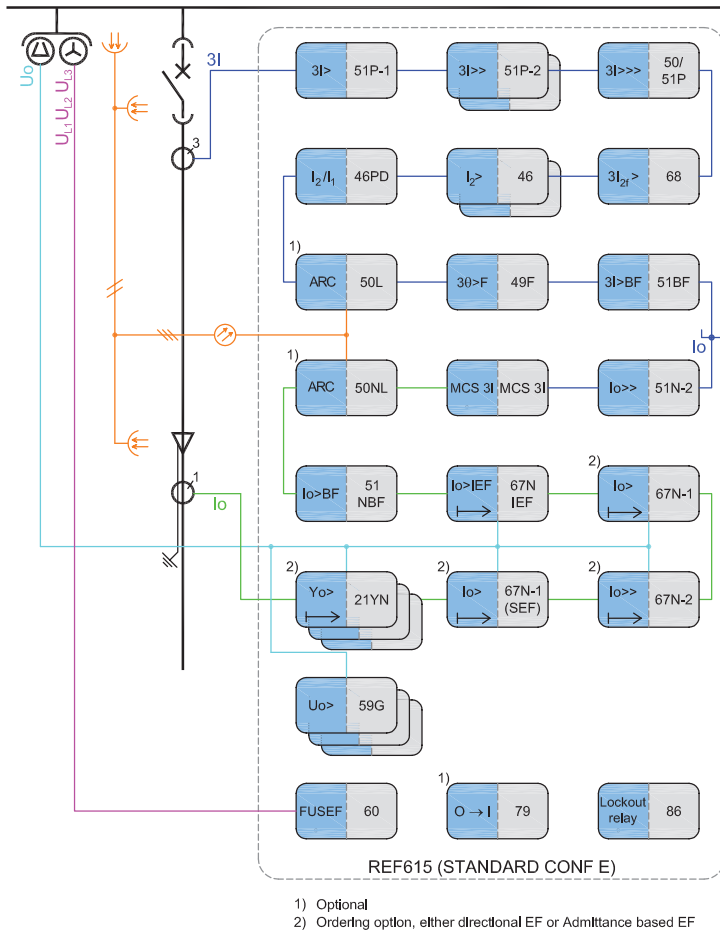 Uo
U_L1 U_L2 U_L3
3I
3
3I> 51P-1
3I>> 51P-2
3I>>> 50/
51P
I₂/I₁ 46PD
I₂> 46
3I₂f> 68
1)
ARC 50L
3θ>F 49F
3I>BF 51BF
Io
1)
ARC 50NL
MCS 3I MCS 3I
Io>> 51N-2
1
Io
Io>BF 51
NBF
Io>IEF 67N
IEF
2)
Io> 67N-1
2)
Yo> 21YN
2)
Io> 67N-1
(SEF)
2)
Io>> 67N-2
Uo> 59G
FUSEF 60
1)
O → I 79
Lockout
relay 86
REF615 (STANDARD CONF E)
1) Optional
2) Ordering option, either directional EF or Admittance based EF